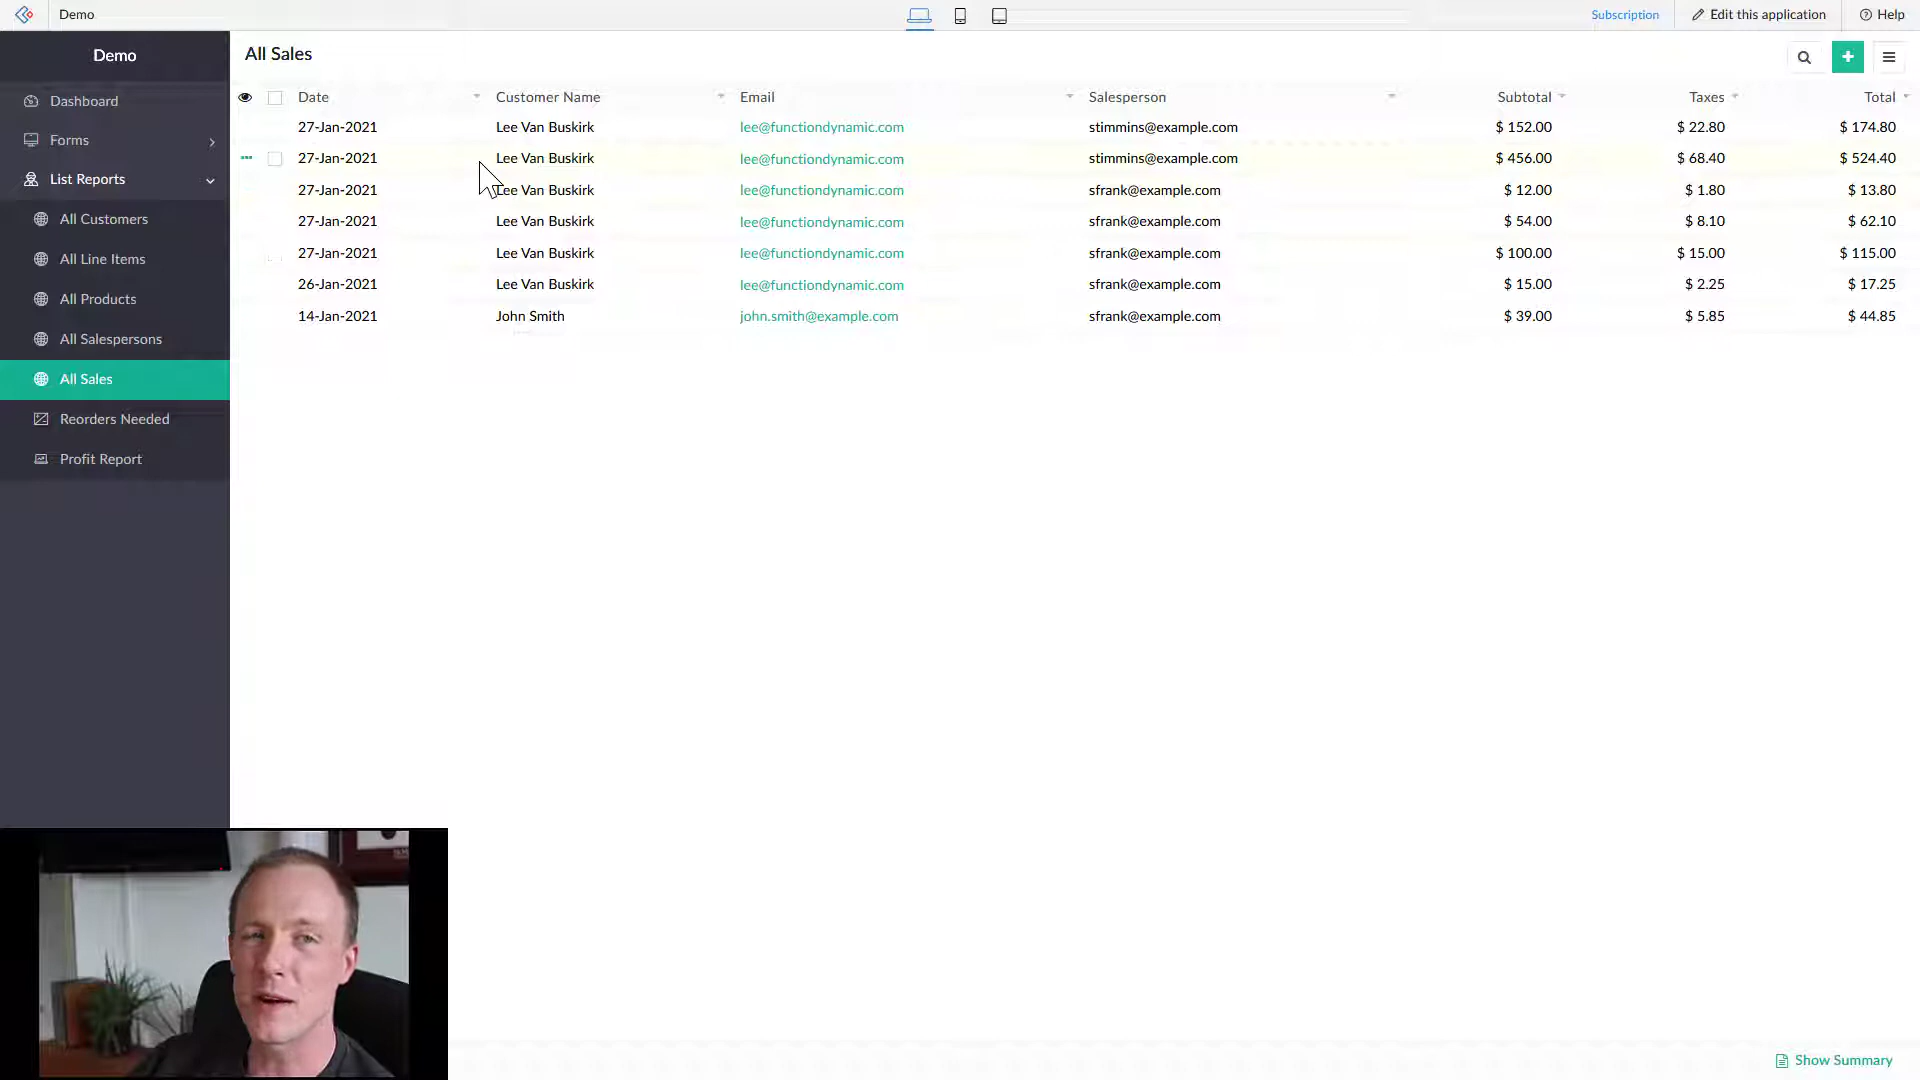 Demo
Subscription
Edit this application
Help
Demo
Dashboard
Forms
List Reports
All Customers
All Line Items
All Products
All Salespersons
All Sales
Reorders Needed
Profit Report
All Sales
Date Customer Name Email Salesperson Subtotal Taxes Total
27-Jan-2021 Lee Van Buskirk lee@functiondynamic.com stimmins@example.com $ 152.00 $ 22.80 $ 174.80
27-Jan-2021 Lee Van Buskirk lee@functiondynamic.com stimmins@example.com $ 456.00 $ 68.40 $ 524.40
27-Jan-2021 Lee Van Buskirk lee@functiondynamic.com sfrank@example.com $ 12.00 $ 1.80 $ 13.80
27-Jan-2021 Lee Van Buskirk lee@functiondynamic.com sfrank@example.com $ 54.00 $ 8.10 $ 62.10
27-Jan-2021 Lee Van Buskirk lee@functiondynamic.com sfrank@example.com $ 100.00 $ 15.00 $ 115.00
26-Jan-2021 Lee Van Buskirk lee@functiondynamic.com sfrank@example.com $ 15.00 $ 2.25 $ 17.25
14-Jan-2021 John Smith john.smith@example.com sfrank@example.com $ 39.00 $ 5.85 $ 44.85
Show Summary